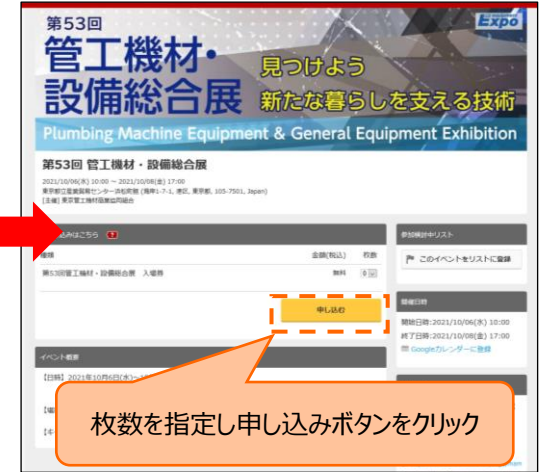 第53回
Expo
管工機材・
設備総合展
見つけよう
新たな暮らしを支える技術
Plumbing Machine Equipment & General Equipment Exhibition
第53回 管工機材・設備総合展
2021/10/06(水) 10:00 ～ 2021/10/08(金) 17:00
東京都立産業貿易センター浜松町館 (海岸1-7-1, 港区, 東京都, 105-7501, Japan)
[主催] 東京管工機材商業協同組合
込みはこちら
種類 金額(税込) 枚数
第53回管工機材・設備総合展 入場券 無料
申し込む
参加検討中リスト
このイベントをリストに登録
開催日時
開始日時:2021/10/06(水) 10:00
終了日時:2021/10/08(金) 17:00
Googleカレンダーに登録
イベント概要
【日時】2021年10月6日(水)～
枚数を指定し申し込みボタンをクリック